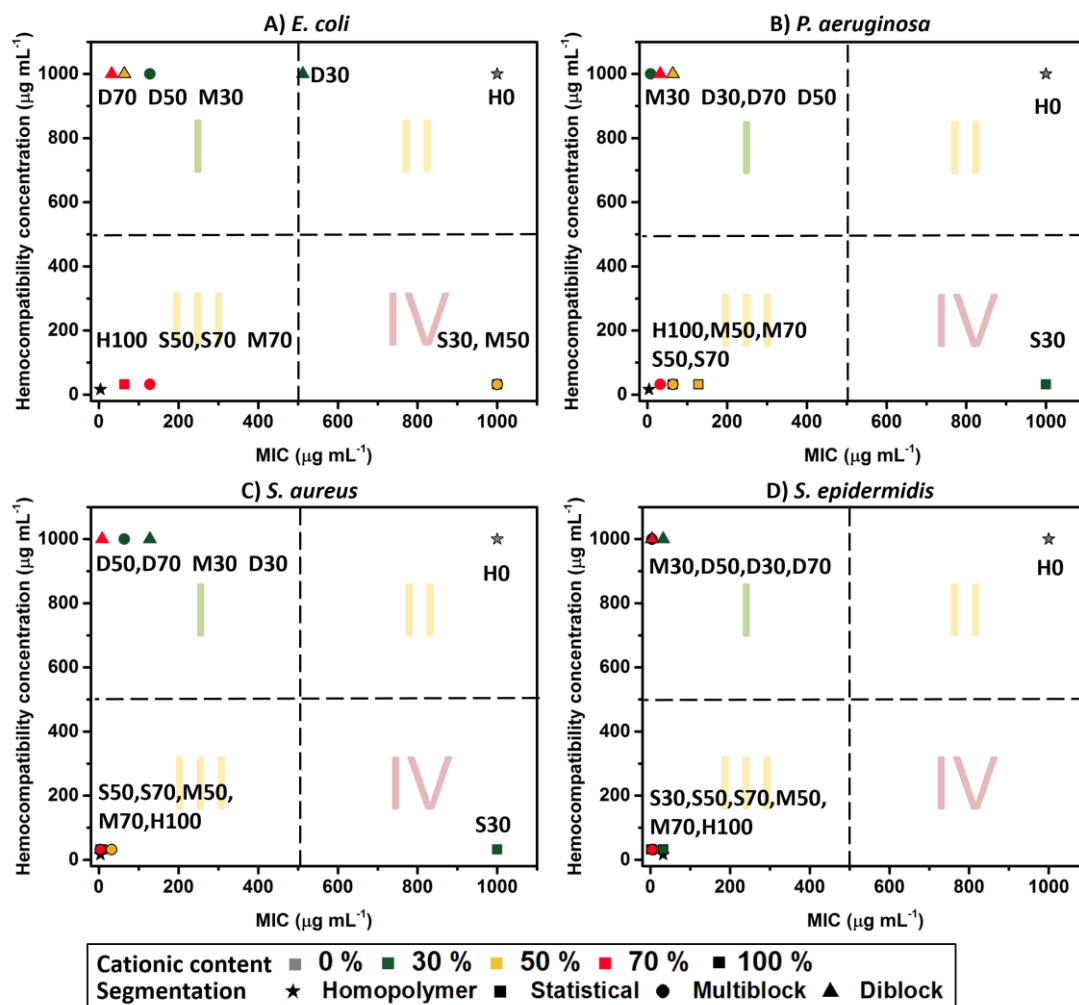 A) E. coli
Hemocompatibility concentration (μg mL-1)
1000
800
600
400
200
0
D70 D50 M30
D30
H0
I
II
III
IV
H100 S50,S70 M70
S30, M50
0 200 400 600 800 1000
MIC (μg mL-1)
B) P. aeruginosa
Hemocompatibility concentration (μg mL-1)
1000
800
600
400
200
0
M30 D30,D70 D50
H0
I
II
III
IV
H100,M50,M70
S50,S70
S30
0 200 400 600 800 1000
MIC (μg mL-1)
C) S. aureus
Hemocompatibility concentration (μg mL-1)
1000
800
600
400
200
0
D50,D70 M30 D30
H0
I
II
III
IV
S50,S70,M50,
M70,H100
S30
0 200 400 600 800 1000
MIC (μg mL-1)
D) S. epidermidis
Hemocompatibility concentration (μg mL-1)
1000
800
600
400
200
0
M30,D50,D30,D70
H0
I
II
III
IV
S30,S50,S70,M50,
M70,H100
0 200 400 600 800 1000
MIC (μg mL-1)
Cationic content 0 % 30 % 50 % 70 % 100 %
Segmentation Homopolymer Statistical Multiblock Diblock